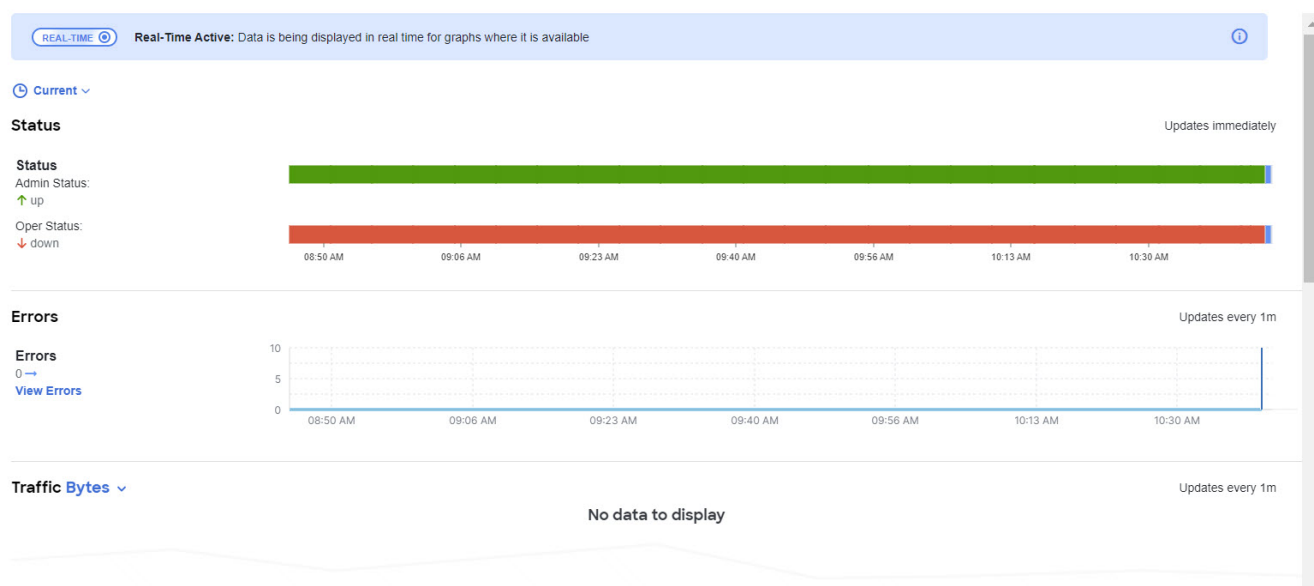 REAL-TIME Real-Time Active: Data is being displayed in real time for graphs where it is available
Current
Status Updates immediately
Status
Admin Status:
↑ up
Oper Status:
↓ down
08:50 AM 09:06 AM 09:23 AM 09:40 AM 09:56 AM 10:13 AM 10:30 AM
Errors Updates every 1m
Errors
0 →
View Errors
10
5
0
08:50 AM 09:06 AM 09:23 AM 09:40 AM 09:56 AM 10:13 AM 10:30 AM
Traffic Bytes Updates every 1m
No data to display